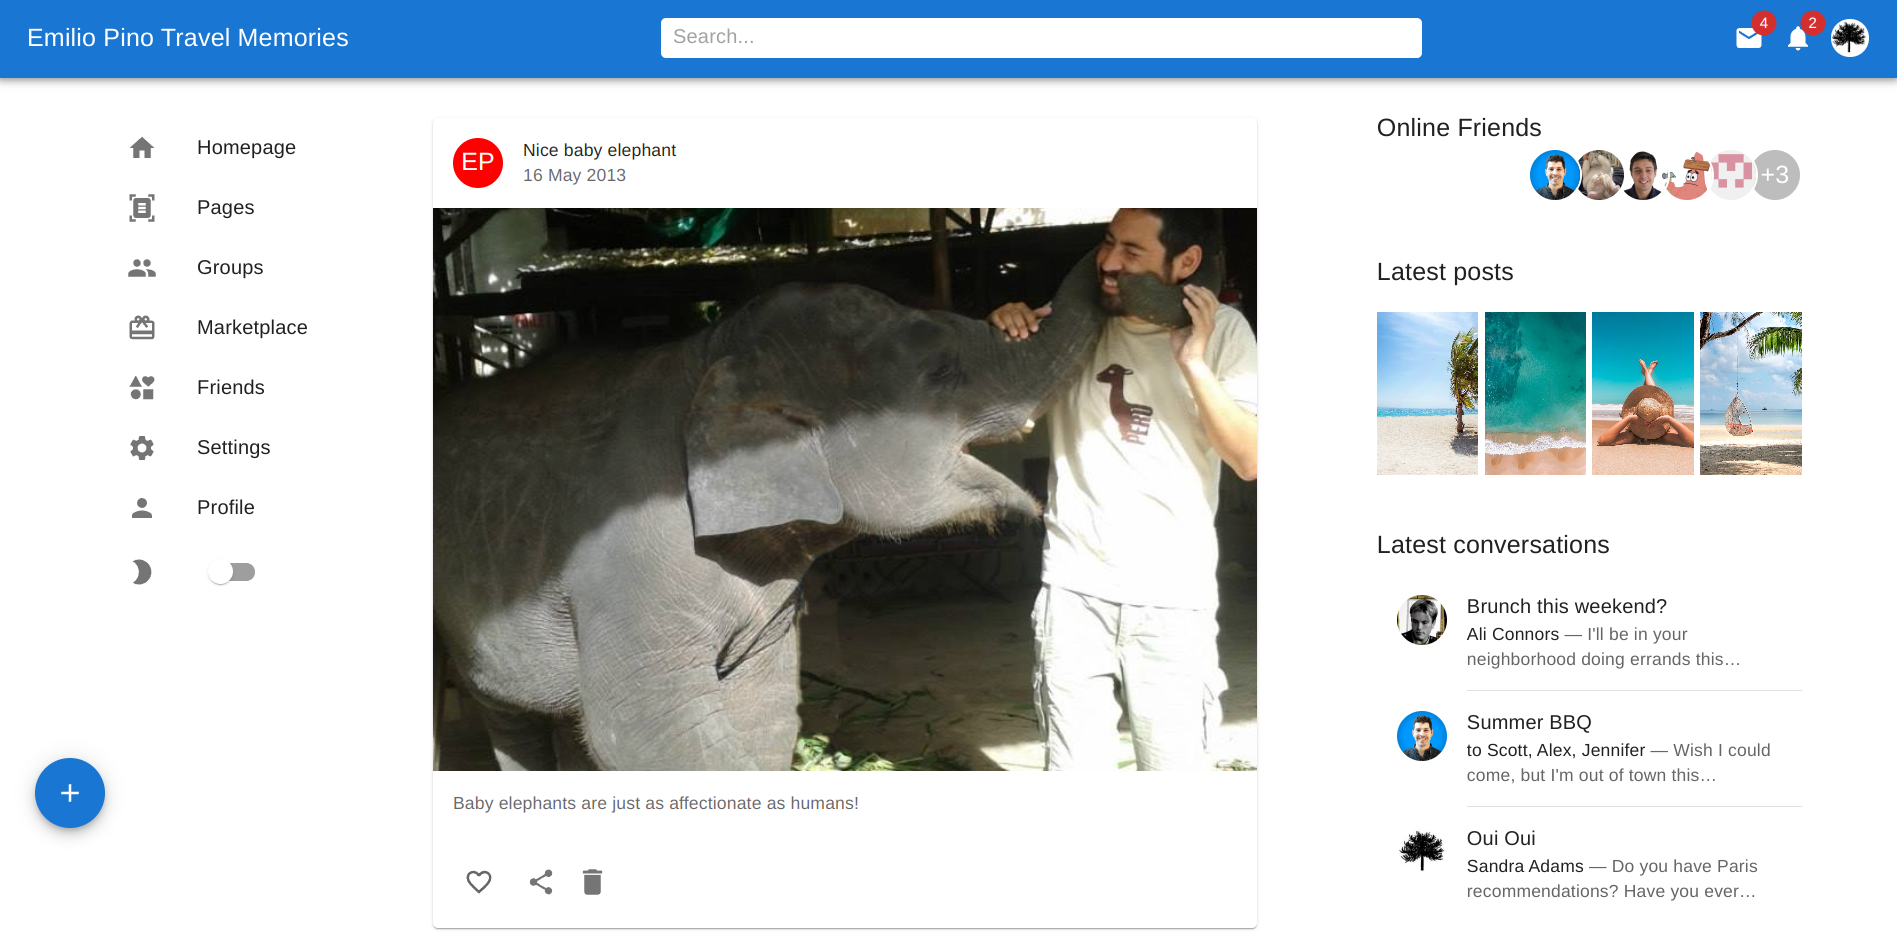 Emilio Pino Travel Memories
Search...
4
2
Homepage
Pages
Groups
Marketplace
Friends
Settings
Profile
EP
Nice baby elephant
16 May 2013
PERU
Baby elephants are just as affectionate as humans!
Online Friends
+3
Latest posts
Latest conversations
Brunch this weekend?
Ali Connors — I'll be in your
neighborhood doing errands this…
Summer BBQ
to Scott, Alex, Jennifer — Wish I could
come, but I'm out of town this…
Oui Oui
Sandra Adams — Do you have Paris
recommendations? Have you ever…